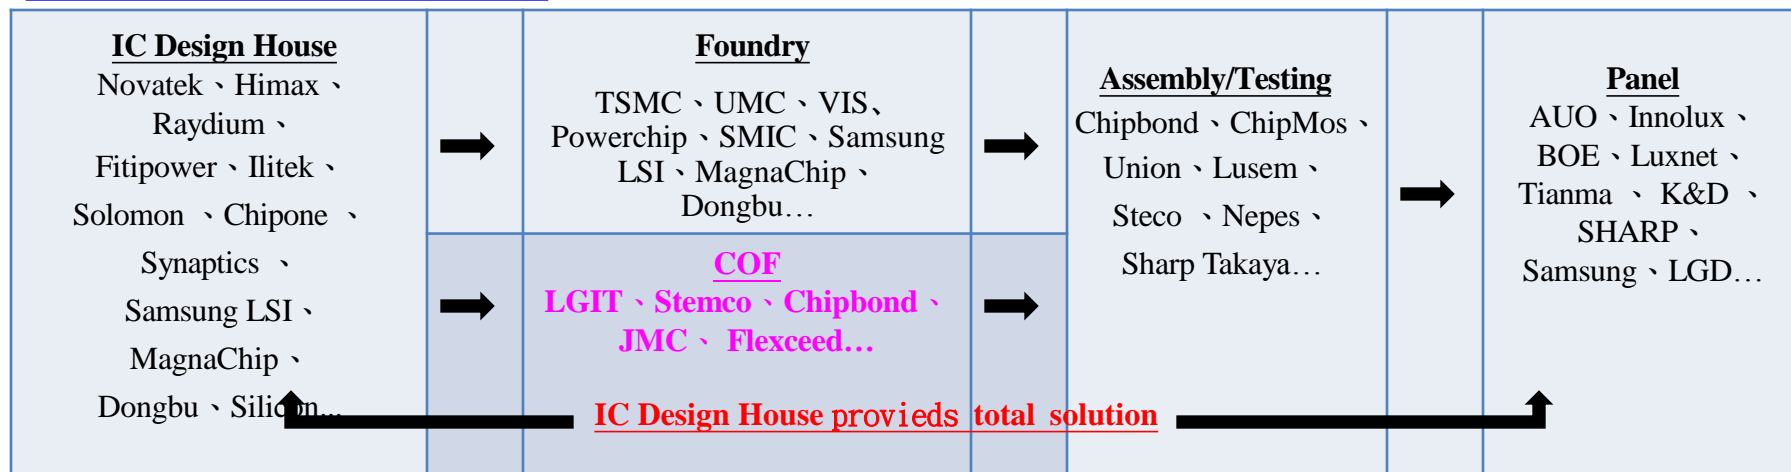 IC Design House
Novatek、Himax、
Raydium、
Fitipower、Ilitek、
Solomon 、Chipone 、
Synaptics 、
Samsung LSI、
MagnaChip、
Dongbu、Silicon...
Foundry
TSMC、UMC、VIS、
Powerchip、SMIC、Samsung
LSI、MagnaChip、
Dongbu…
COF
LGIT、Stemco、Chipbond、
JMC、 Flexceed…
Assembly/Testing
Chipbond、ChipMos、
Union、Lusem、
Steco 、Nepes、
Sharp Takaya…
Panel
AUO、Innolux、
BOE、Luxnet、
Tianma 、 K&D 、
SHARP、
Samsung、LGD…
IC Design House provieds total solution